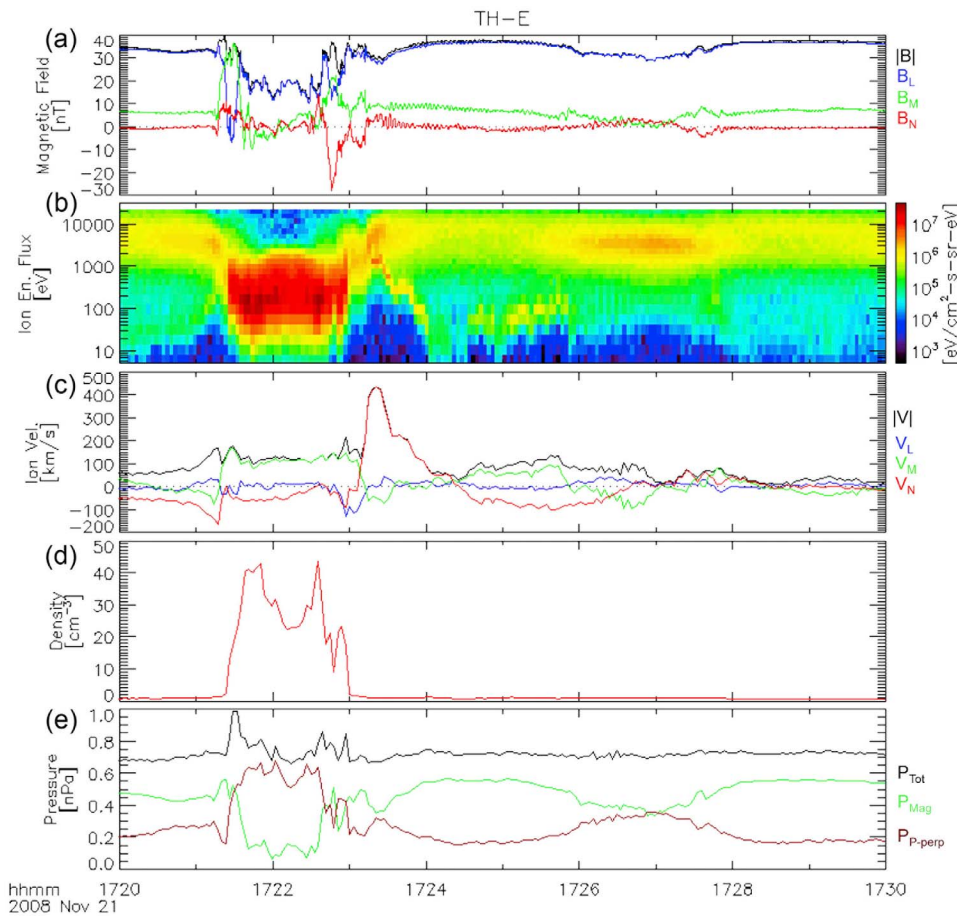 TH-E
(a)
40
30
20
10
0
-10
-20
-30
Magnetic Field
[nT]
|B|
B_L
B_M
B_N
(b)
10000
1000
100
10
Ion En. Flux
[eV]
10^7
10^6
10^5
10^4
10^3
[eV/cm^2-s-sr-eV]
(c)
500
400
300
200
100
0
-100
-200
Ion Vel.
[km/s]
|V|
V_L
V_M
V_N
(d)
50
40
30
20
10
0
Density
[cm^-3]
(e)
1.0
0.8
0.6
0.4
0.2
0.0
Pressure
[nPa]
P_Tot
P_Mag
P_P-perp
hhmm 1720 1722 1724 1726 1728 1730
2008 Nov 21